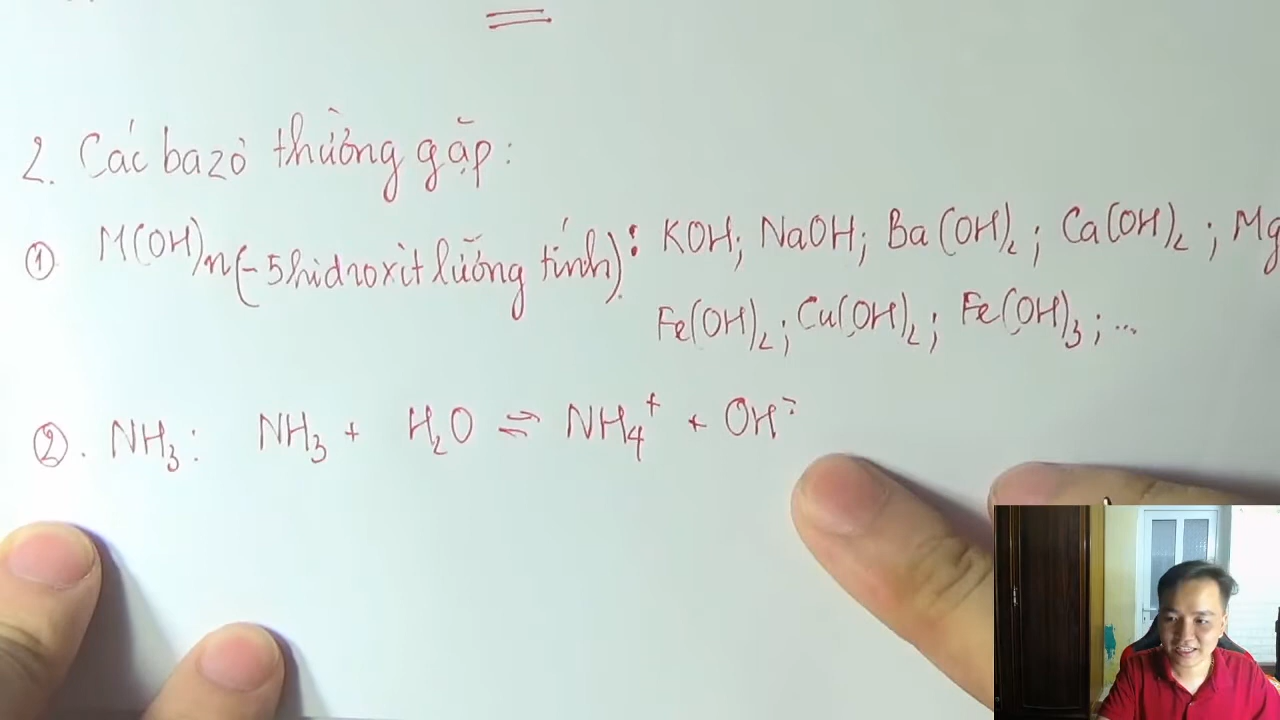 2. Các bazơ thường gặp:
① M(OH)n (- 5 hidroxit lưỡng tính): KOH; NaOH; Ba(OH)₂; Ca(OH)₂; Mg
Fe(OH)₂; Cu(OH)₂; Fe(OH)₃; ...
②. NH₃: NH₃ + H₂O ⇌ NH₄⁺ + OH⁻